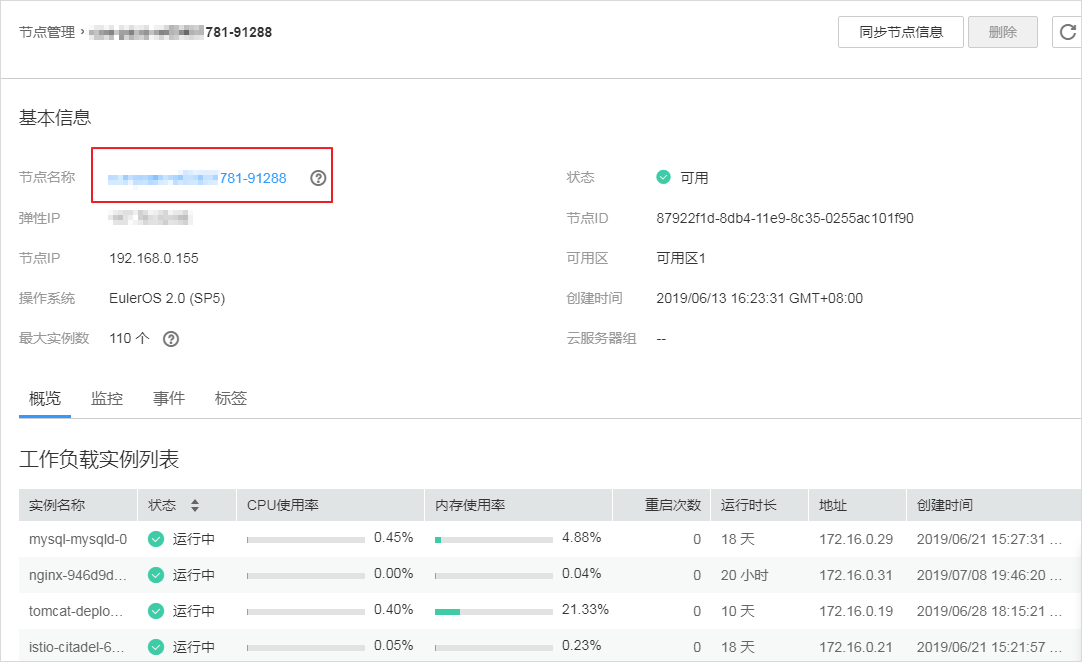 节点管理 › 781-91288 同步节点信息 删除
基本信息
节点名称 781-91288 状态 可用
弹性IP 节点ID 87922f1d-8db4-11e9-8c35-0255ac101f90
节点IP 192.168.0.155 可用区 可用区1
操作系统 EulerOS 2.0 (SP5) 创建时间 2019/06/13 16:23:31 GMT+08:00
最大实例数 110 个 云服务器组 --
概览 监控 事件 标签
工作负载实例列表
实例名称 状态 CPU使用率 内存使用率 重启次数 运行时长 地址 创建时间
mysql-mysqld-0 运行中 0.45% 4.88% 0 18 天 172.16.0.29 2019/06/21 15:27:31 ...
nginx-946d9d... 运行中 0.00% 0.04% 0 20 小时 172.16.0.31 2019/07/08 19:46:20 ...
tomcat-deplo... 运行中 0.40% 21.33% 0 10 天 172.16.0.19 2019/06/28 18:15:21 ...
istio-citadel-6... 运行中 0.05% 0.23% 0 18 天 172.16.0.21 2019/06/21 15:21:57 ...